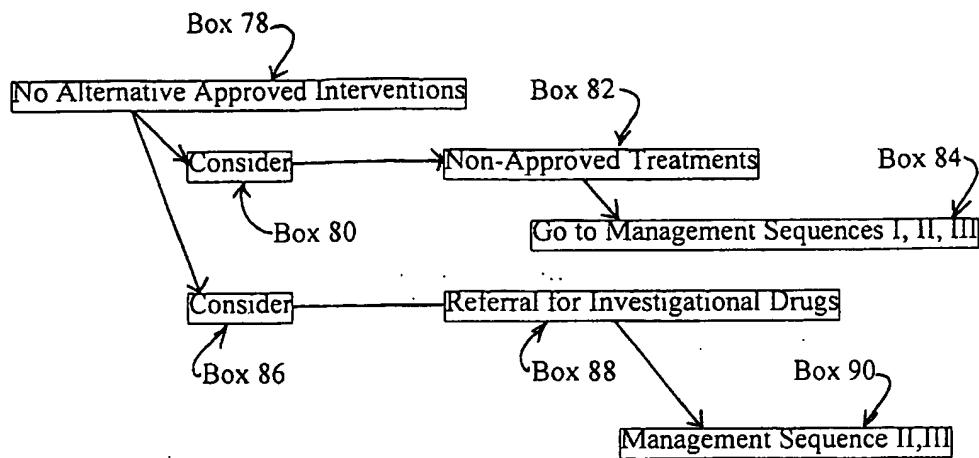 Box 78
No Alternative Approved Interventions
Box 82
Consider
Non-Approved Treatments
Box 84
Box 80
Go to Management Sequences I, II, III
Consider
Referral for Investigational Drugs
Box 86
Box 88
Box 90
Management Sequence II,III